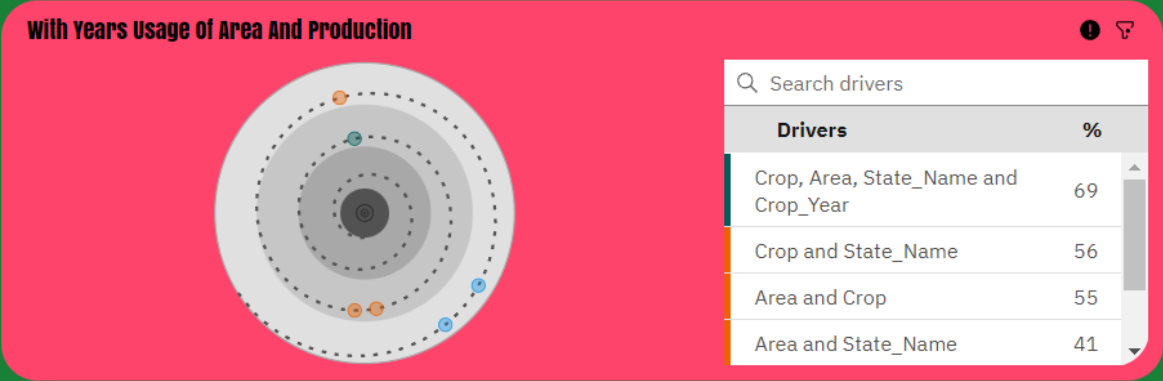 With Years Usage Of Area And Production
Search drivers
Drivers %
Crop, Area, State_Name and
Crop_Year 69
Crop and State_Name 56
Area and Crop 55
Area and State_Name 41